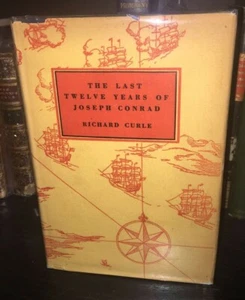 THE LAST
TWELVE YEARS OF
JOSEPH CONRAD
RICHARD CURLE